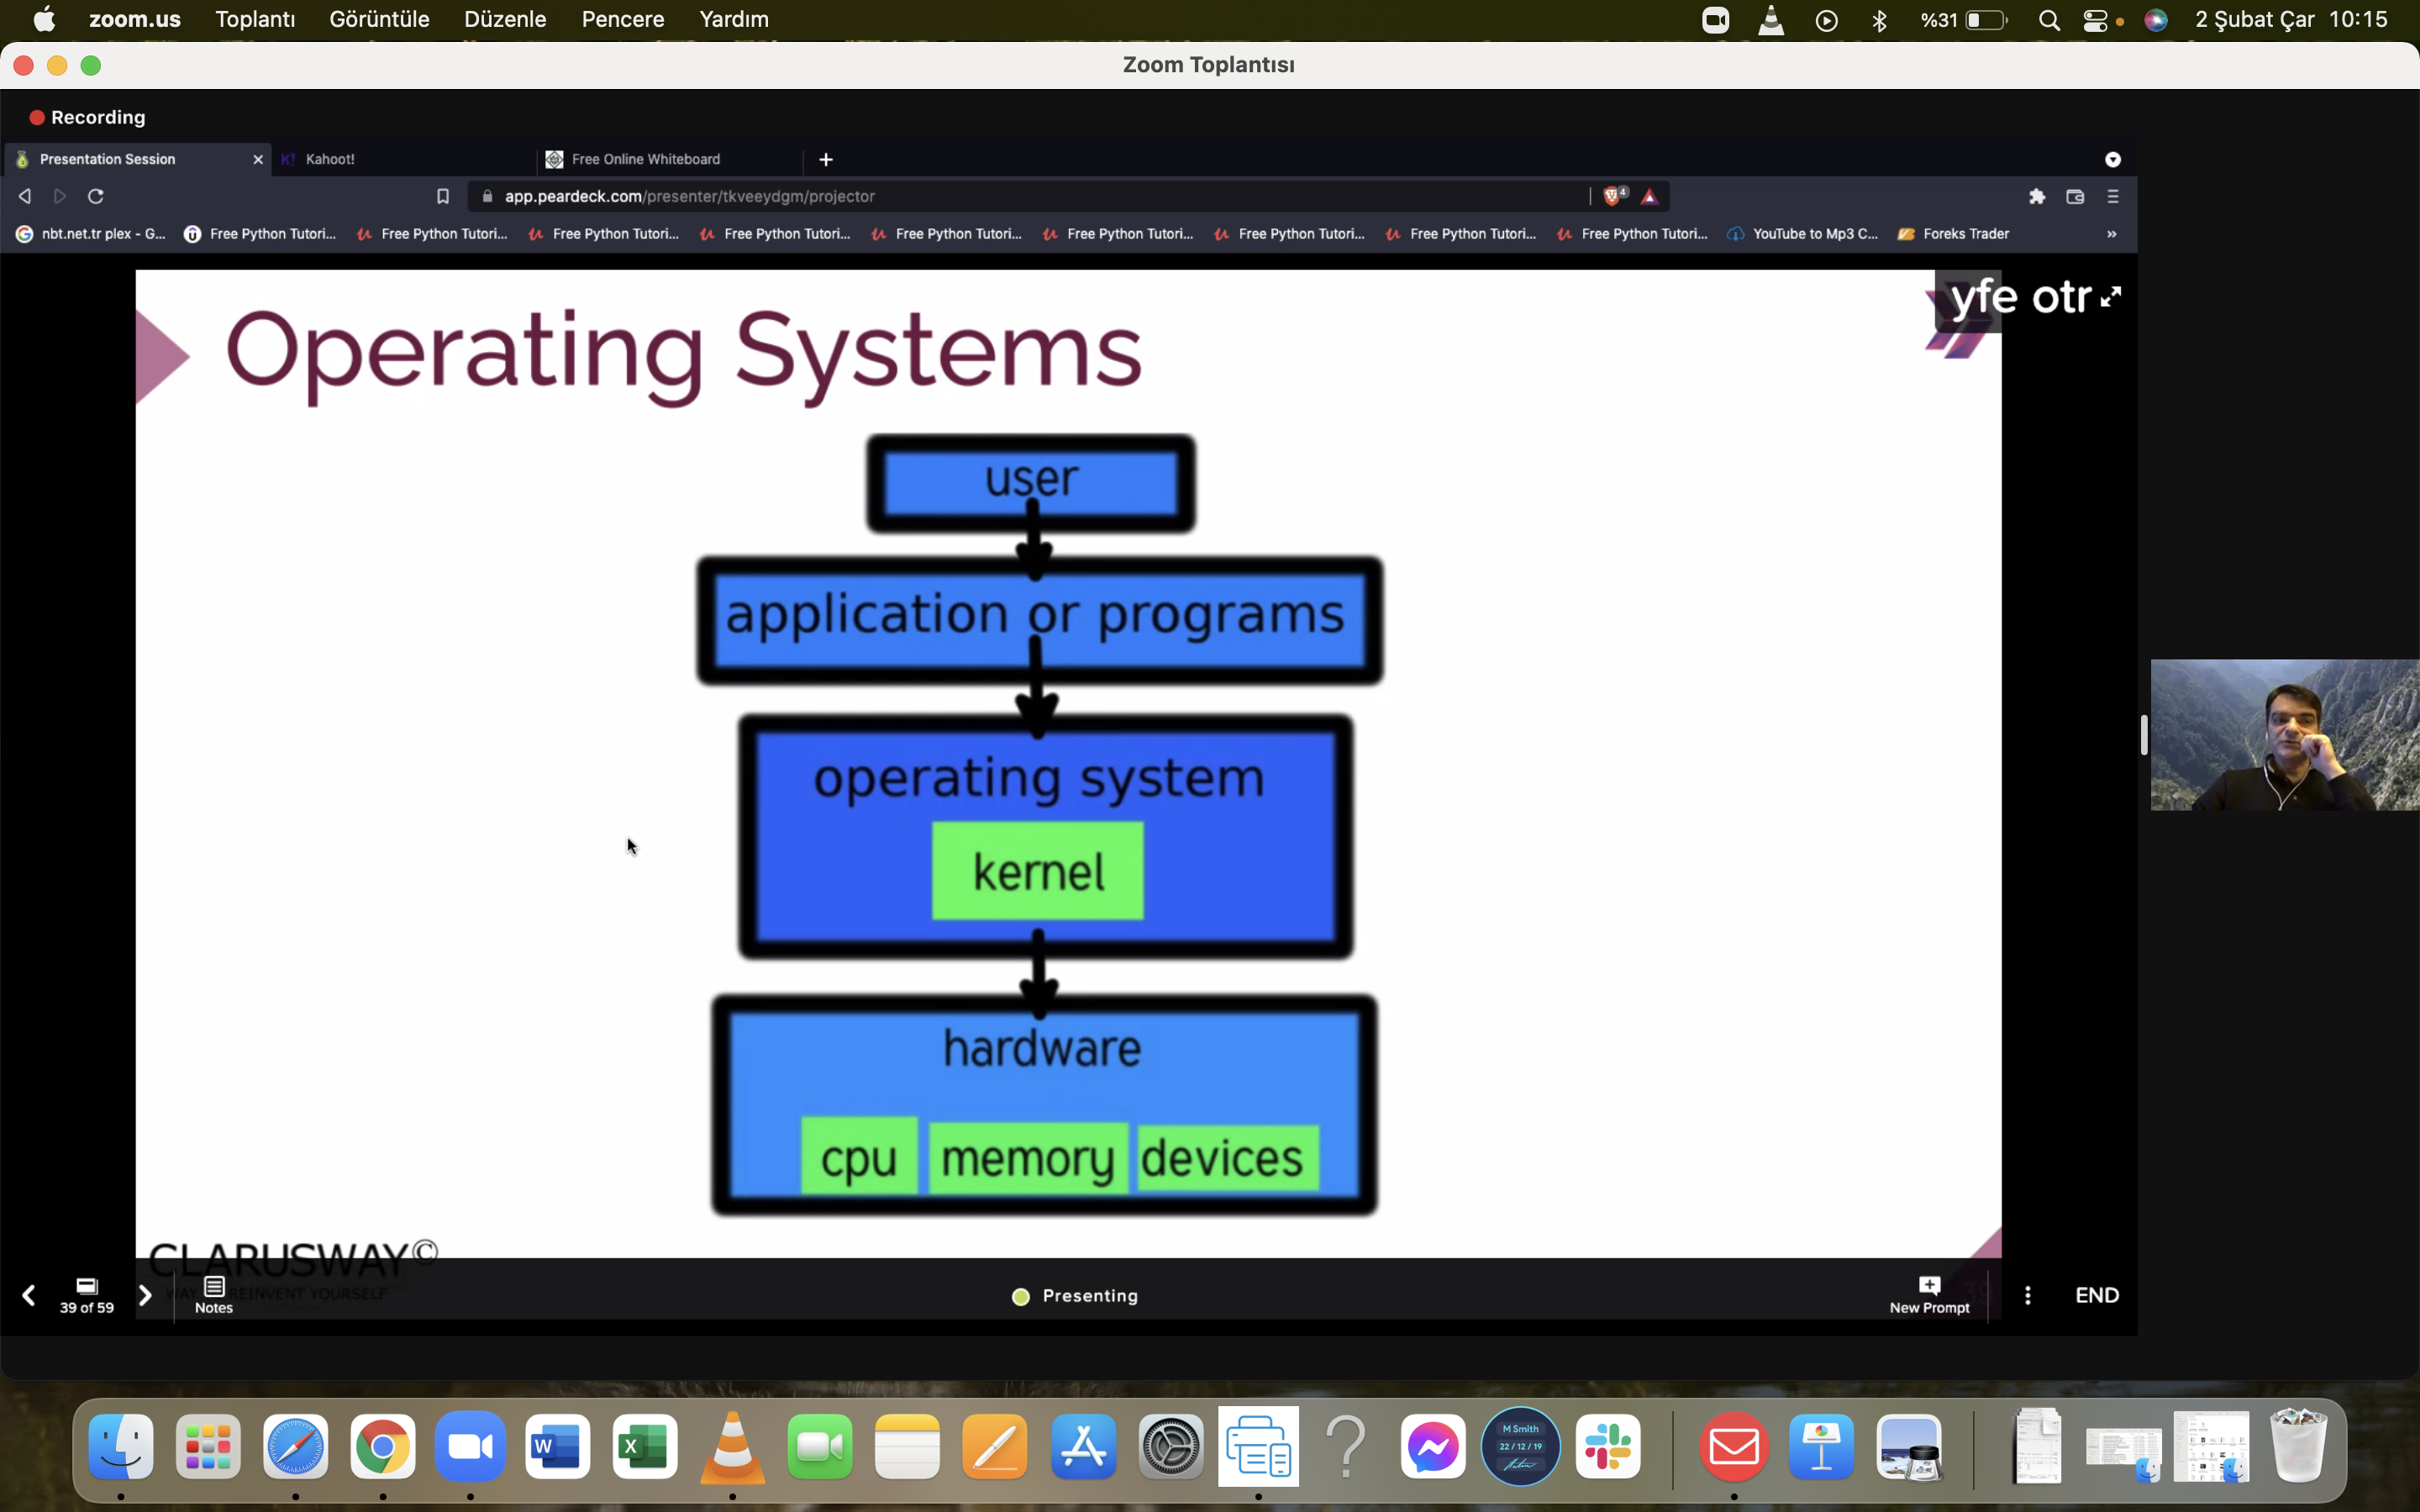 zoom.us Toplantı Görüntüle Düzenle Pencere Yardım %31 2 Şubat Çar 10:15
Zoom Toplantısı
Recording
Presentation Session K! Kahoot! Free Online Whiteboard
app.peardeck.com/presenter/tkveeydgm/projector 4
nbt.net.tr plex - G... Free Python Tutori... Free Python Tutori... Free Python Tutori... Free Python Tutori... Free Python Tutori... Free Python Tutori... Free Python Tutori... Free Python Tutori... Free Python Tutori... YouTube to Mp3 C... Foreks Trader »
yfe otr
Operating Systems
user
application or programs
operating system
kernel
hardware
cpu memory devices
CLARUSWAY©
WAY REINVENT YOURSELF
39 of 59 Notes Presenting New Prompt END
39
W X M Smith
22 / 12 / 19